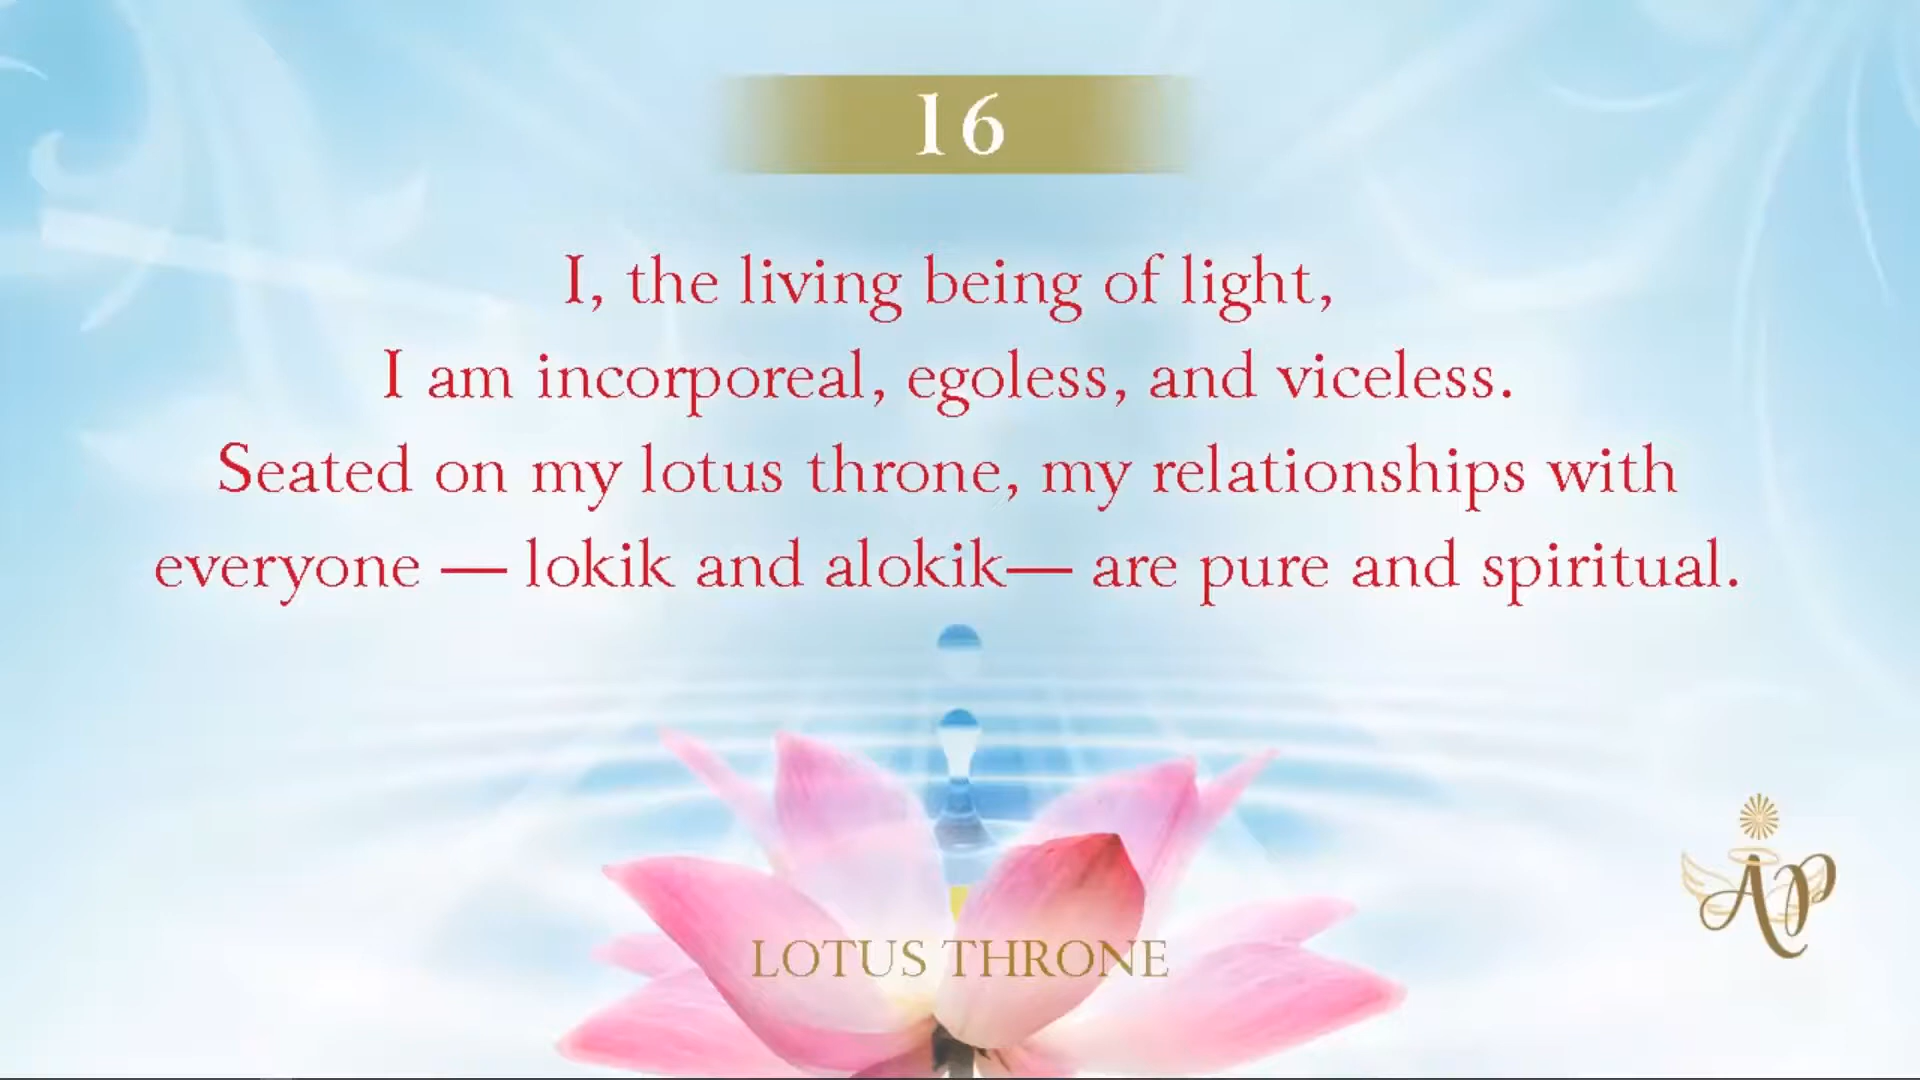 16
I, the living being of light,
I am incorporeal, egoless, and viceless.
Seated on my lotus throne, my relationships with
everyone — lokik and alokik— are pure and spiritual.
LOTUS THRONE
AP